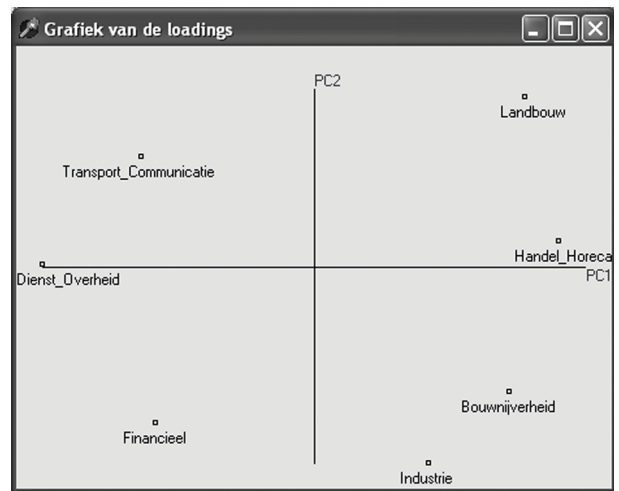 Grafiek van de loadings
PC2
Landbouw
Transport_Communicatie
Handel_Horeca
PC1
Dienst_Overheid
Bouwnijverheid
Financieel
Industrie